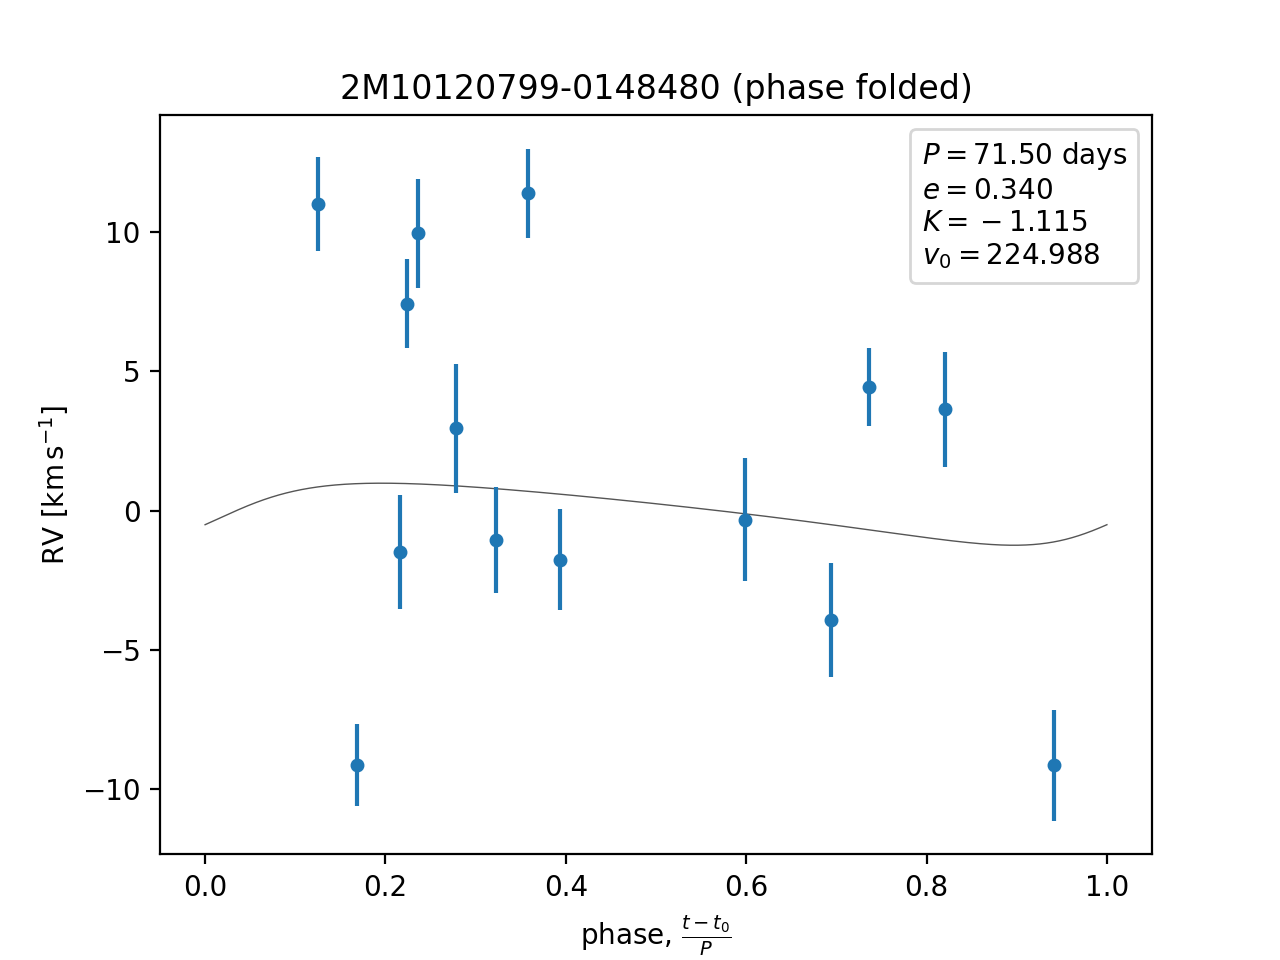 2M10120799-0148480 (phase folded)
P = 71.50 days
e = 0.340
K = −1.115
v₀ = 224.988
RV [km s⁻¹]
10
5
0
−5
−10
0.0 0.2 0.4 0.6 0.8 1.0
phase, (t − t₀)/P